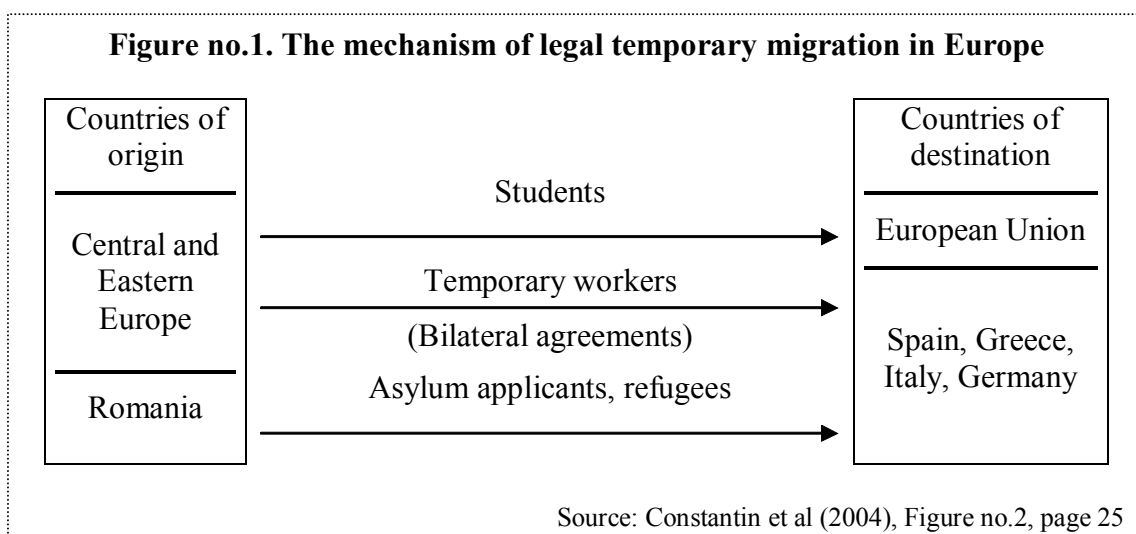 Figure no.1. The mechanism of legal temporary migration in Europe
Countries of
origin
Central and
Eastern
Europe
Romania
Students
Temporary workers
(Bilateral agreements)
Asylum applicants, refugees
Countries of
destination
European Union
Spain, Greece,
Italy, Germany
Source: Constantin et al (2004), Figure no.2, page 25